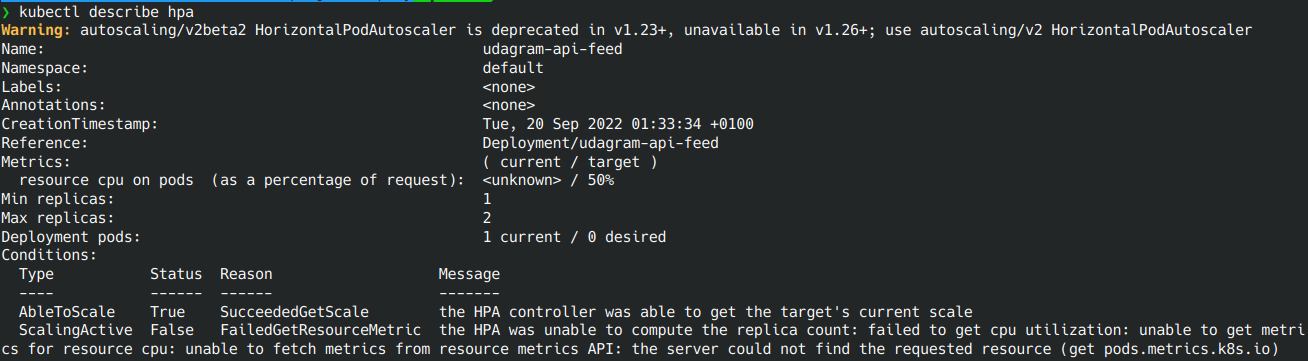 ❯ kubectl describe hpa
Warning: autoscaling/v2beta2 HorizontalPodAutoscaler is deprecated in v1.23+, unavailable in v1.26+; use autoscaling/v2 HorizontalPodAutoscaler
Name:                                                  udagram-api-feed
Namespace:                                             default
Labels:                                                <none>
Annotations:                                           <none>
CreationTimestamp:                                     Tue, 20 Sep 2022 01:33:34 +0100
Reference:                                             Deployment/udagram-api-feed
Metrics:                                               ( current / target )
  resource cpu on pods  (as a percentage of request):  <unknown> / 50%
Min replicas:                                          1
Max replicas:                                          2
Deployment pods:                                       1 current / 0 desired
Conditions:
  Type           Status  Reason                   Message
  ----           ------  ------                   -------
  AbleToScale    True    SucceededGetScale        the HPA controller was able to get the target's current scale
  ScalingActive  False   FailedGetResourceMetric  the HPA was unable to compute the replica count: failed to get cpu utilization: unable to get metri
cs for resource cpu: unable to fetch metrics from resource metrics API: the server could not find the requested resource (get pods.metrics.k8s.io)